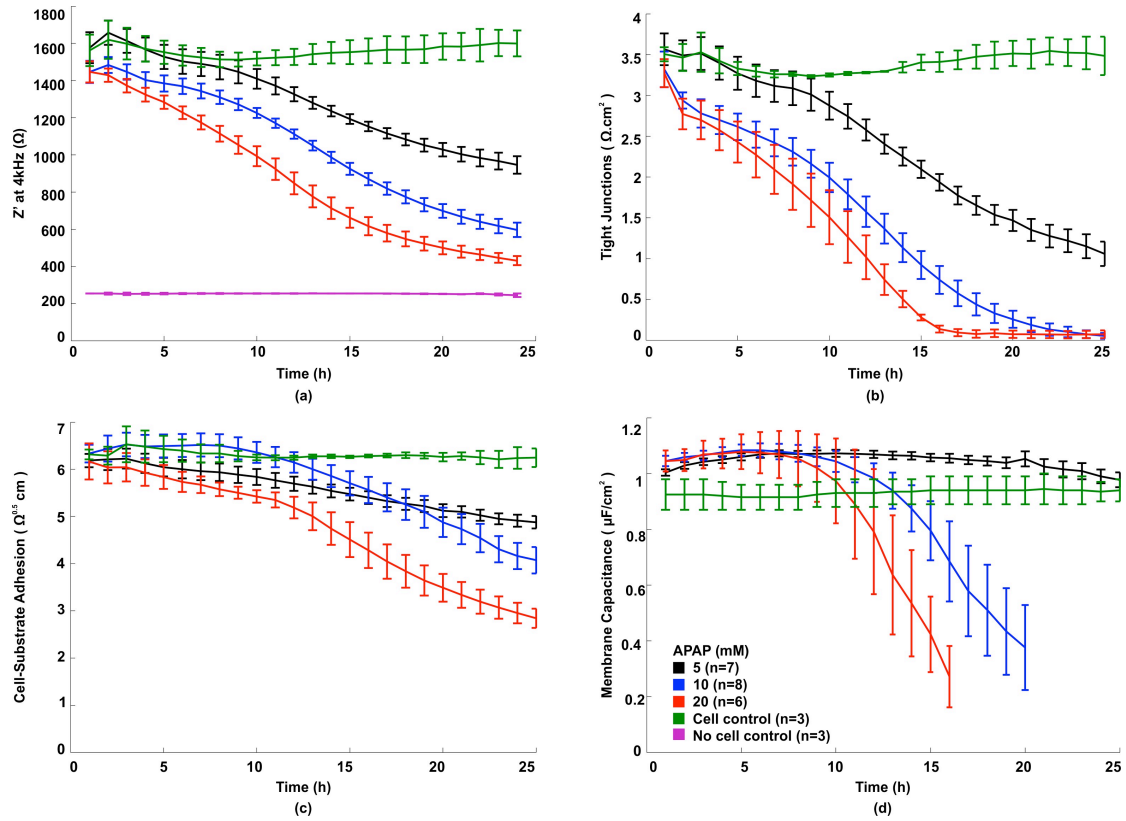 1800
1600
1400
1200
1000
800
600
400
200
0
Z' at 4kHz (Ω)
0 5 10 15 20 25
Time (h)
(a)
4
3.5
3
2.5
2
1.5
1
0.5
0
Tight Junctions ( Ω.cm²)
0 5 10 15 20 25
Time (h)
(b)
7
6
5
4
3
2
1
0
Cell-Substrate Adhesion ( Ω⁰·⁵ cm)
0 5 10 15 20 25
Time (h)
(c)
1.2
1
0.8
0.6
0.4
0.2
0
Membrane Capacitance ( µF/cm²)
APAP (mM)
5 (n=7)
10 (n=8)
20 (n=6)
Cell control (n=3)
No cell control (n=3)
0 5 10 15 20 25
Time (h)
(d)